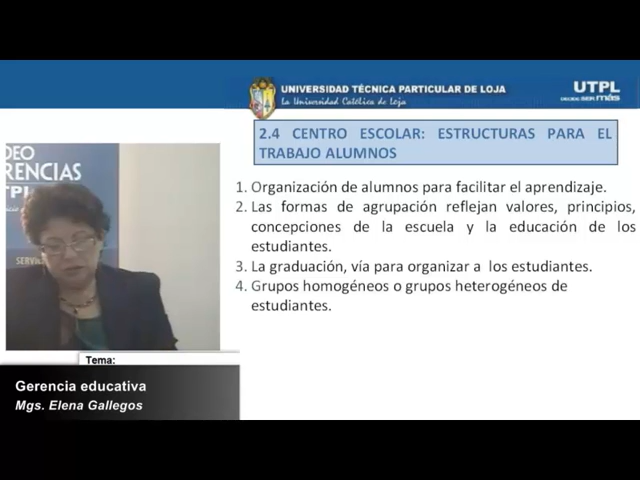 UNIVERSIDAD TÉCNICA PARTICULAR DE LOJA
La Universidad Católica de Loja
UTPL
2.4 CENTRO ESCOLAR: ESTRUCTURAS PARA EL
TRABAJO ALUMNOS
1. Organización de alumnos para facilitar el aprendizaje.
2. Las formas de agrupación reflejan valores, principios,
concepciones de la escuela y la educación de los
estudiantes.
3. La graduación, vía para organizar a los estudiantes.
4. Grupos homogéneos o grupos heterogéneos de
estudiantes.
Tema:
Gerencia educativa
Mgs. Elena Gallegos